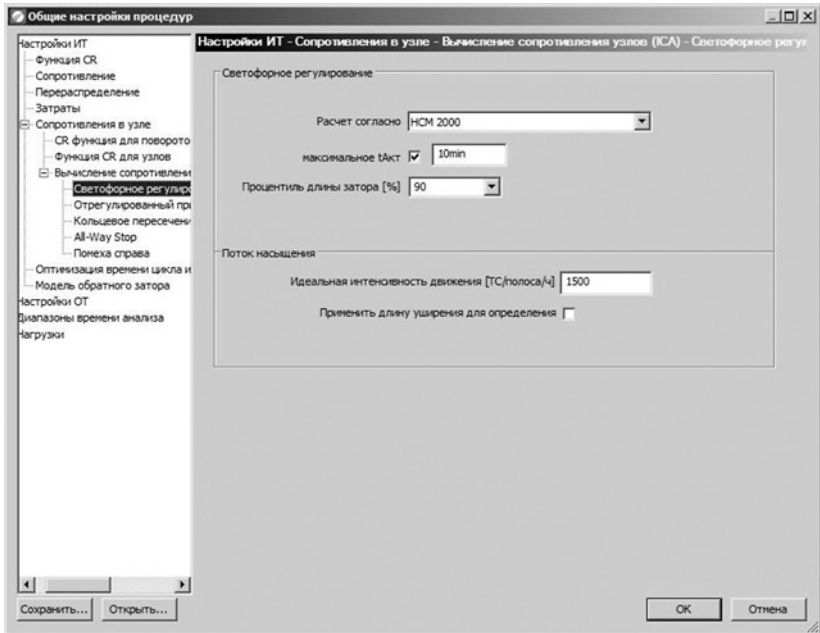 Общие настройки процедур
Настройки ИТ
Функция CR
Сопротивление
Перераспределение
Затраты
Сопротивления в узле
CR функция для поворото
Функция CR для узлов
Вычисление сопротивлени
Светофорное регулиро
Отрегулированный при
Кольцевое пересечени
All-Way Stop
Помеха справа
Оптимизация времени цикла и
Модель обратного затора
Настройки ОТ
Диапазоны времени анализа
Нагрузки
Сохранить... Открыть...
Настройки ИТ - Сопротивления в узле - Вычисление сопротивления узлов (ICA) - Светофорное регул
Светофорное регулирование
Расчет согласно HCM 2000
максимальное tАкт 10min
Процентиль длины затора [%] 90
Поток насыщения
Идеальная интенсивность движения [ТС/полоса/ч] 1500
Применить длину уширения для определения
OK Отмена